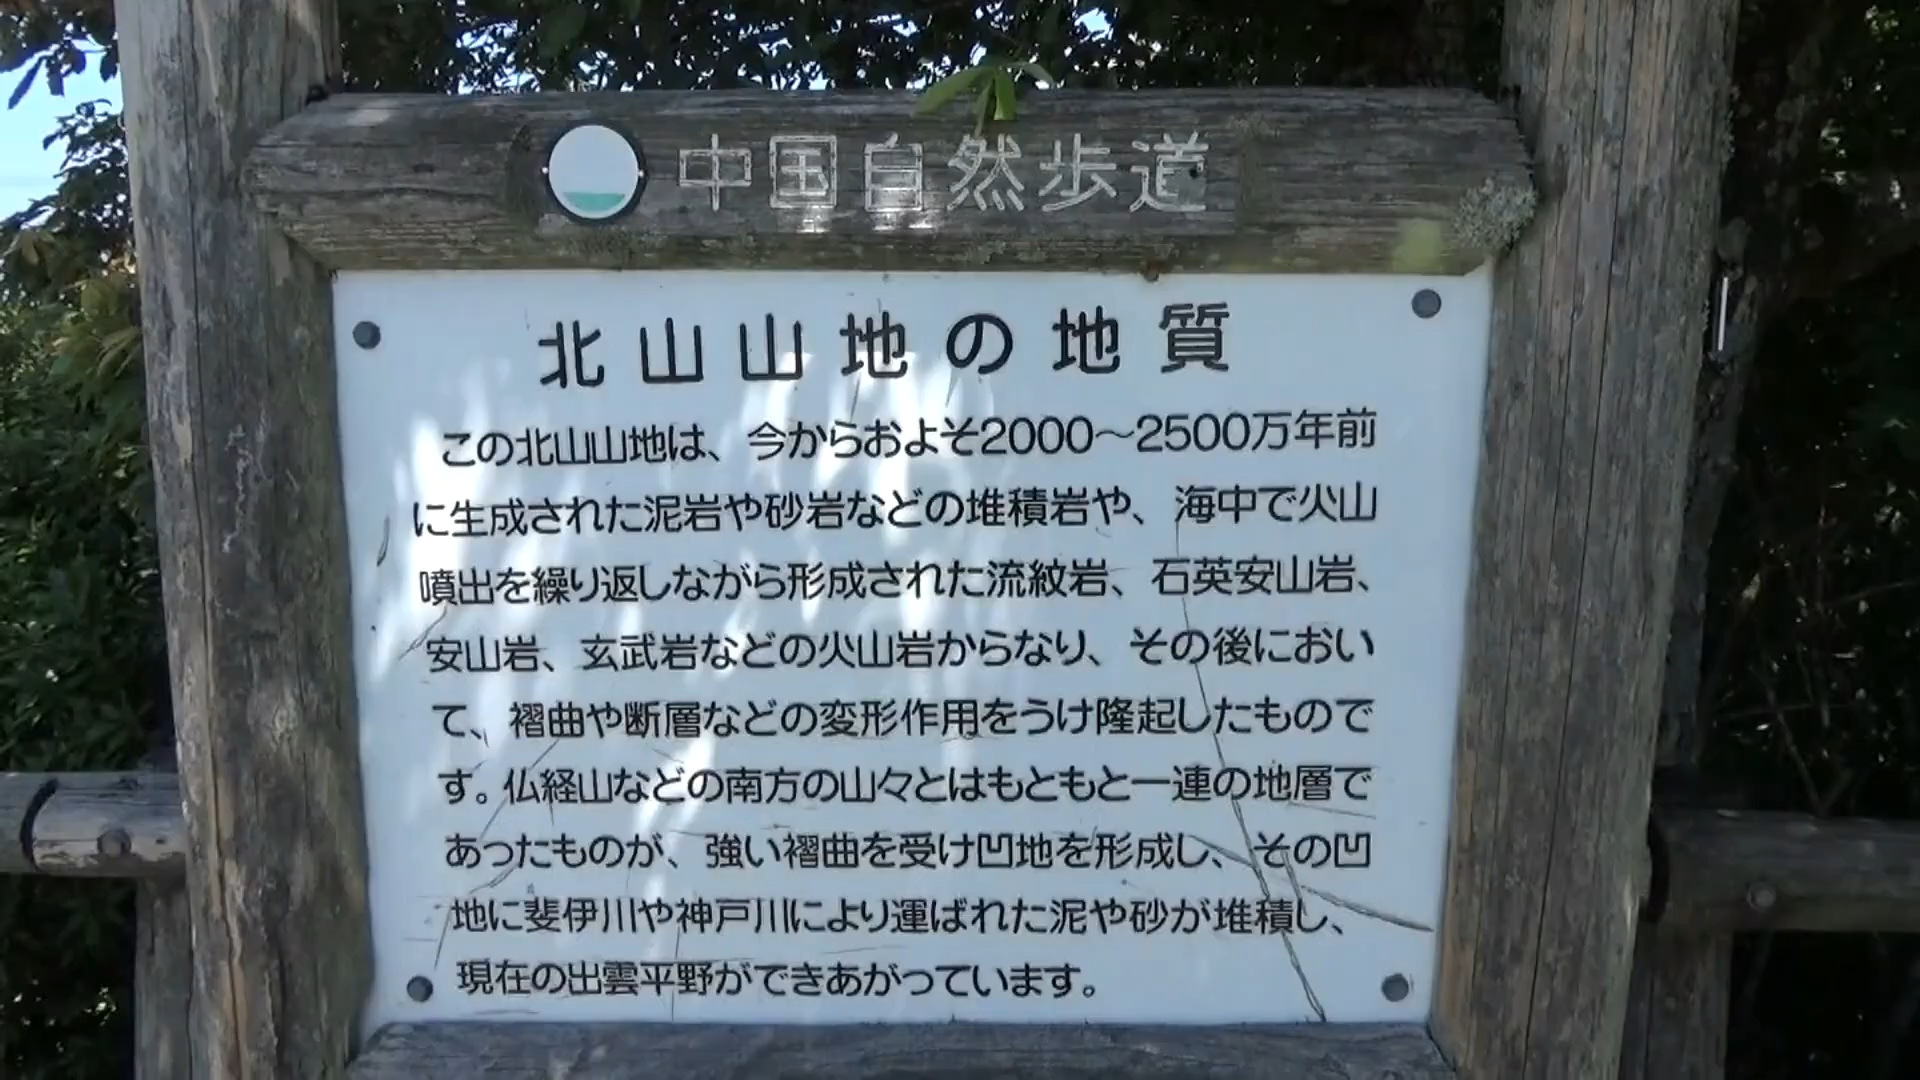 中国自然歩道
北山山地の地質
この北山山地は、今からおよそ2000～2500万年前
に生成された泥岩や砂岩などの堆積岩や、海中で火山
噴出を繰り返しながら形成された流紋岩、石英安山岩、
安山岩、玄武岩などの火山岩からなり、その後におい
て、褶曲や断層などの変形作用をうけ隆起したもので
す。仏経山などの南方の山々とはもともと一連の地層で
あったものが、強い褶曲を受け凹地を形成し、その凹
地に斐伊川や神戸川により運ばれた泥や砂が堆積し、
現在の出雲平野ができあがっています。